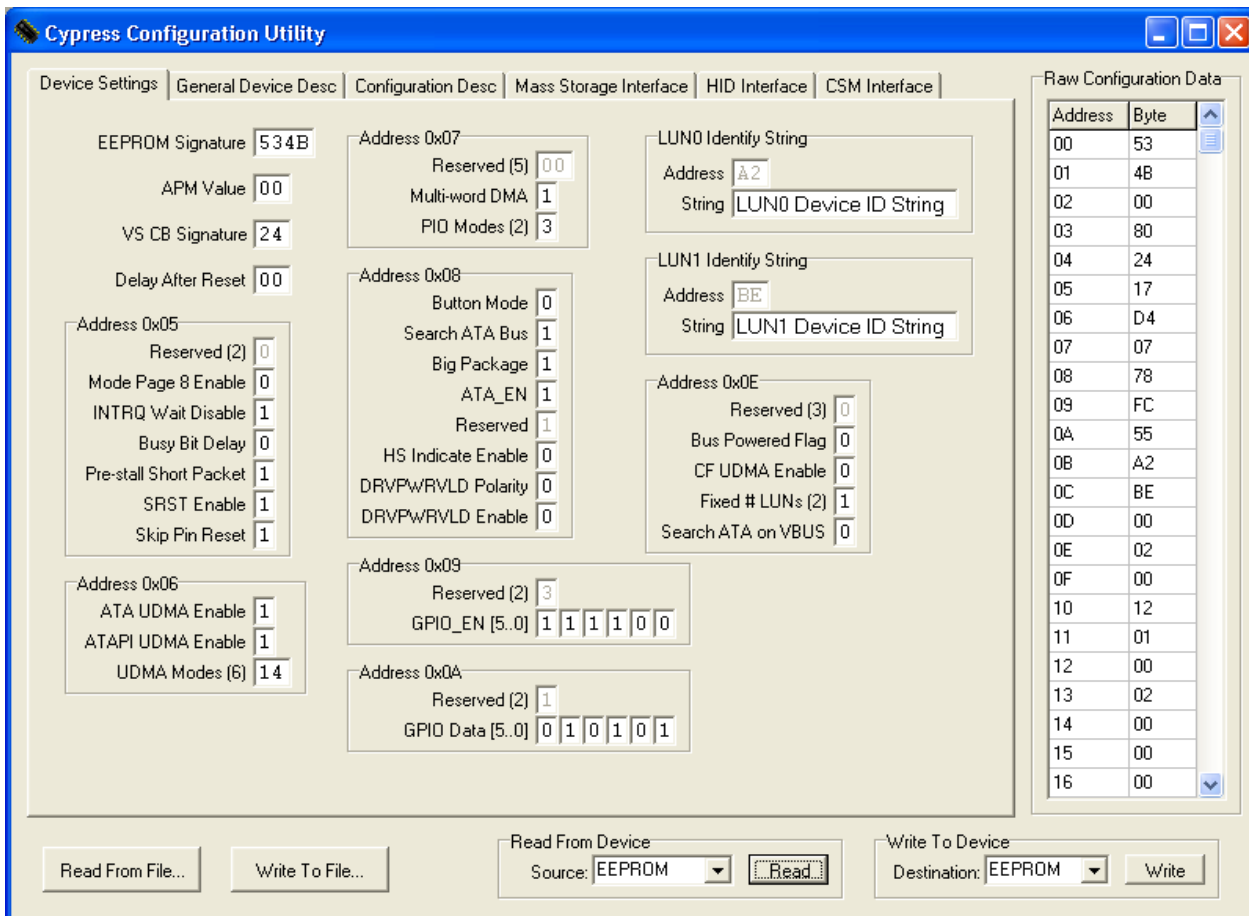 Cypress Configuration Utility
Device Settings General Device Desc Configuration Desc Mass Storage Interface HID Interface CSM Interface
EEPROM Signature 534B
APM Value 00
VS CB Signature 24
Delay After Reset 00
Address 0x05
Reserved (2) 0
Mode Page 8 Enable 0
INTRQ Wait Disable 1
Busy Bit Delay 0
Pre-stall Short Packet 1
SRST Enable 1
Skip Pin Reset 1
Address 0x06
ATA UDMA Enable 1
ATAPI UDMA Enable 1
UDMA Modes (6) 14
Address 0x07
Reserved (5) 00
Multi-word DMA 1
PIO Modes (2) 3
Address 0x08
Button Mode 0
Search ATA Bus 1
Big Package 1
ATA_EN 1
Reserved 1
HS Indicate Enable 0
DRVPWRVLD Polarity 0
DRVPWRVLD Enable 0
Address 0x09
Reserved (2) 3
GPIO_EN [5..0] 1 1 1 1 0 0
Address 0x0A
Reserved (2) 1
GPIO Data [5..0] 0 1 0 1 0 1
LUN0 Identify String
Address A2
String LUN0 Device ID String
LUN1 Identify String
Address BE
String LUN1 Device ID String
Address 0x0E
Reserved (3) 0
Bus Powered Flag 0
CF UDMA Enable 0
Fixed # LUNs (2) 1
Search ATA on VBUS 0
Raw Configuration Data
Address Byte
00 53
01 4B
02 00
03 80
04 24
05 17
06 D4
07 07
08 78
09 FC
0A 55
0B A2
0C BE
0D 00
0E 02
0F 00
10 12
11 01
12 00
13 02
14 00
15 00
16 00
Read From File... Write To File...
Read From Device
Source: EEPROM Read
Write To Device
Destination: EEPROM Write